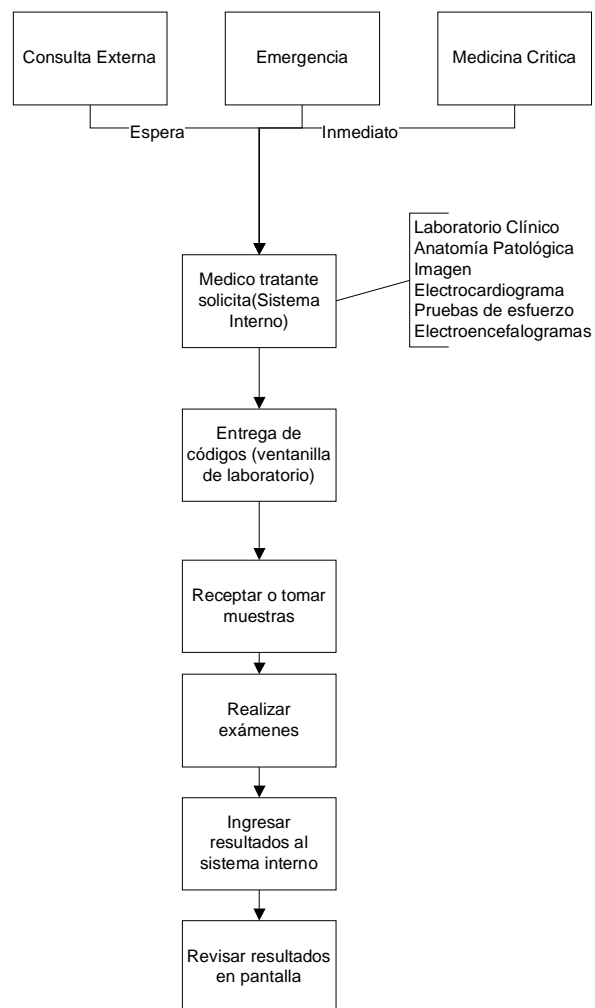 Consulta Externa
Emergencia
Medicina Critica
Espera
Inmediato
Medico tratante
solicita(Sistema
Interno)
Laboratorio Clínico
Anatomía Patológica
Imagen
Electrocardiograma
Pruebas de esfuerzo
Electroencefalogramas
Entrega de
códigos (ventanilla
de laboratorio)
Receptar o tomar
muestras
Realizar
exámenes
Ingresar
resultados al
sistema interno
Revisar resultados
en pantalla